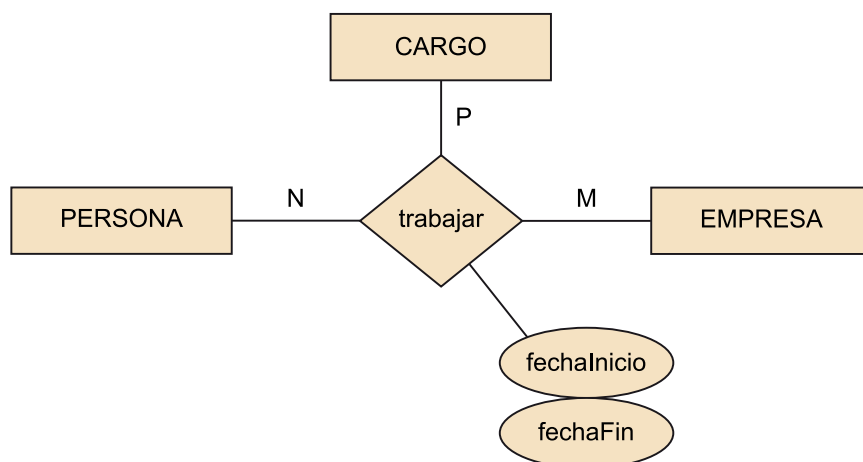 CARGO
P
PERSONA
N
trabajar
M
EMPRESA
fechaInicio
fechaFin